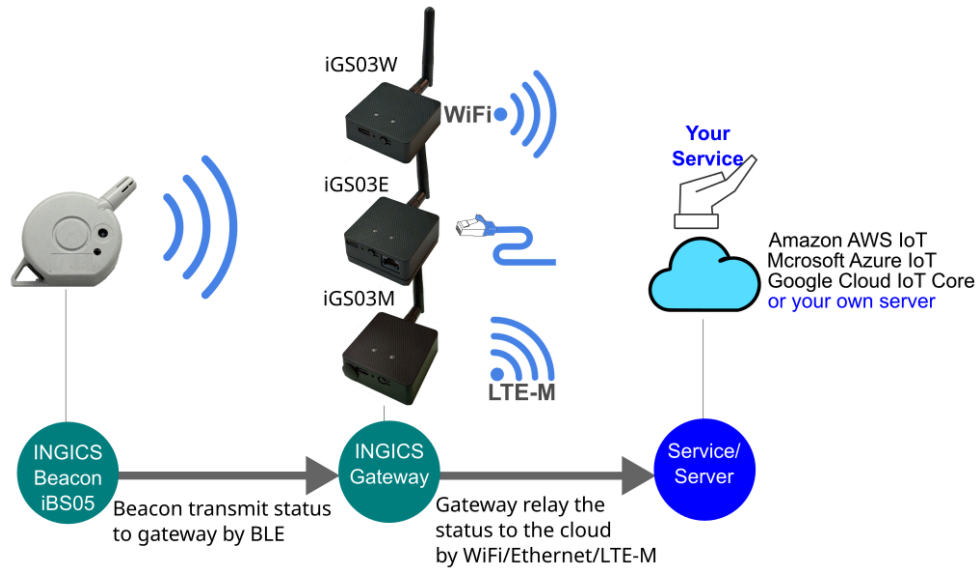 iGS03W
WiFi
iGS03E
iGS03M
LTE-M
Your
Service
Amazon AWS IoT
Mcrosoft Azure IoT
Google Cloud IoT Core
or your own server
INGICS
Beacon
iBS05
Beacon transmit status
to gateway by BLE
INGICS
Gateway
Gateway relay the
status to the cloud
by WiFi/Ethernet/LTE-M
Service/
Server